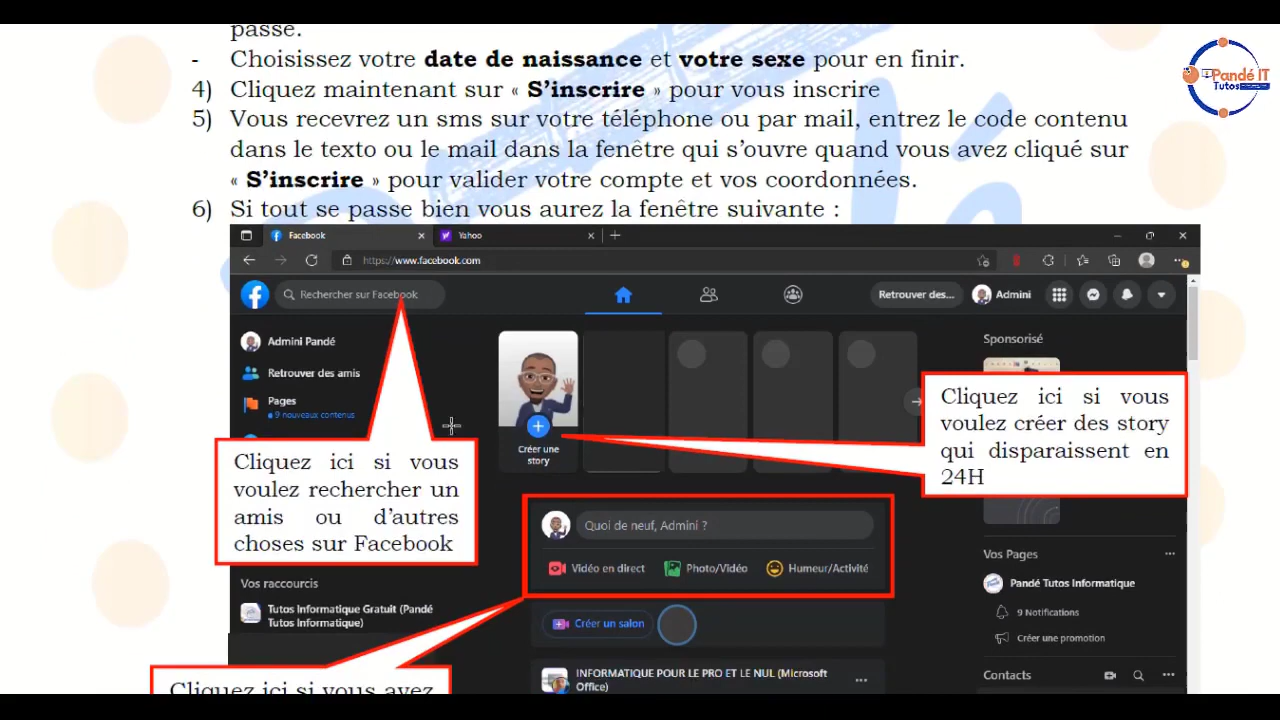 passe.
- Choisissez votre date de naissance et votre sexe pour en finir.
4) Cliquez maintenant sur « S’inscrire » pour vous inscrire
5) Vous recevrez un sms sur votre téléphone ou par mail, entrez le code contenu
dans le texto ou le mail dans la fenêtre qui s’ouvre quand vous avez cliqué sur
« S’inscrire » pour valider votre compte et vos coordonnées.
6) Si tout se passe bien vous aurez la fenêtre suivante :
Pandé IT
Tutos
Facebook
Yahoo
https://www.facebook.com
Rechercher sur Facebook
Retrouver des...
Admini
Admini Pandé
Retrouver des amis
Pages
9 nouveaux contenus
Cliquez ici si vous
voulez rechercher un
amis ou d’autres
choses sur Facebook
Vos raccourcis
Tutos Informatique Gratuit (Pandé
Tutos Informatique)
Créer une
story
Quoi de neuf, Admini ?
Vidéo en direct
Photo/Vidéo
Humeur/Activité
Créer un salon
INFORMATIQUE POUR LE PRO ET LE NUL (Microsoft
Office)
Sponsorisé
Cliquez ici si vous
voulez créer des story
qui disparaissent en
24H
Vos Pages
Pandé Tutos Informatique
9 Notifications
Créer une promotion
Contacts
Cliquez ici si vous avez